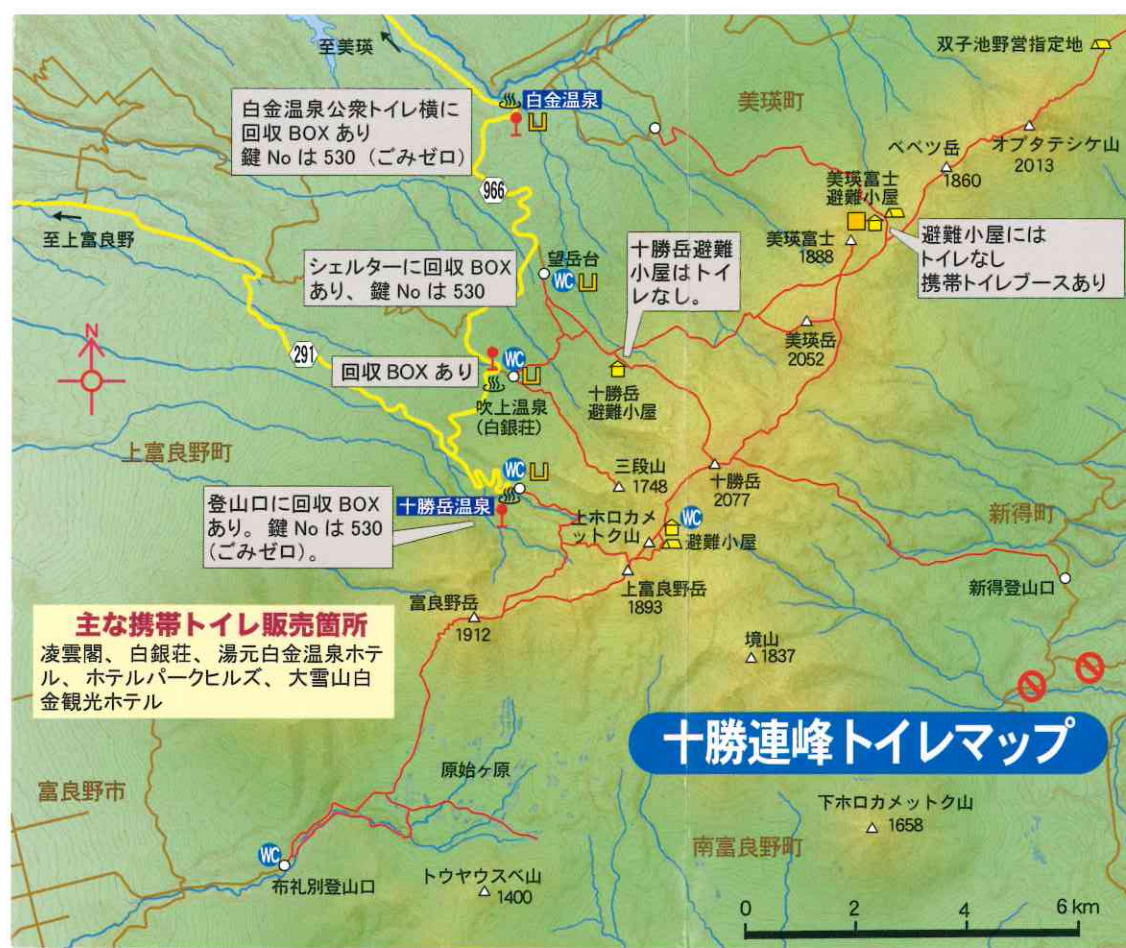 至美瑛
双子池野営指定地
白金温泉公衆トイレ横に
回収 BOX あり
鍵 No は 530（ごみゼロ）
白金温泉
美瑛町
ベベツ岳
1860
オプタテシケ山
2013
966
美瑛富士
避難小屋
至上富良野
美瑛富士
1888
避難小屋には
トイレなし
携帯トイレブースあり
十勝岳避難
小屋はトイ
レなし。
シェルターに回収 BOX
あり、鍵 No は 530
望岳台
WC
美瑛岳
2052
N
291
回収 BOX あり
WC
吹上温泉
(白銀荘)
十勝岳
避難小屋
上富良野町
WC
三段山
1748
十勝岳
2077
登山口に回収 BOX
あり。鍵 No は 530
(ごみゼロ)。
十勝岳温泉
上ホロカメ
ットク山
WC
避難小屋
新得町
新得登山口
富良野岳
1912
上富良野岳
1893
境山
1837
主な携帯トイレ販売箇所
凌雲閣、白銀荘、湯元白金温泉ホテ
ル、ホテルパークヒルズ、大雪山白
金観光ホテル
十勝連峰トイレマップ
原始ヶ原
富良野市
下ホロカメットク山
1658
南富良野町
WC
布礼別登山口
トウヤウスベ山
1400
0 2 4 6 km